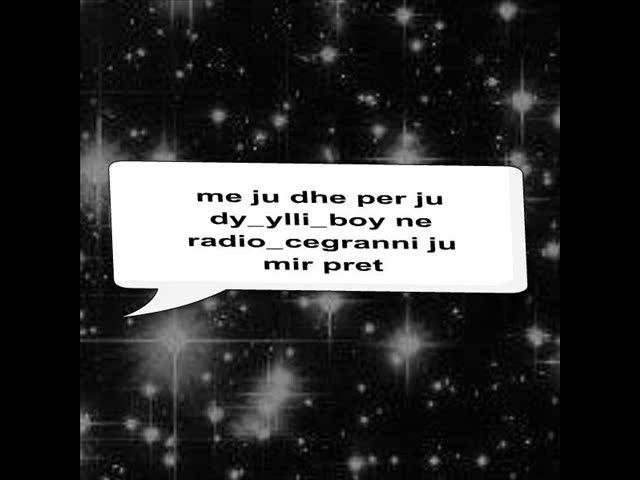 me ju dhe per ju
dy_ylli_boy ne
radio_cegranni ju
mir pret